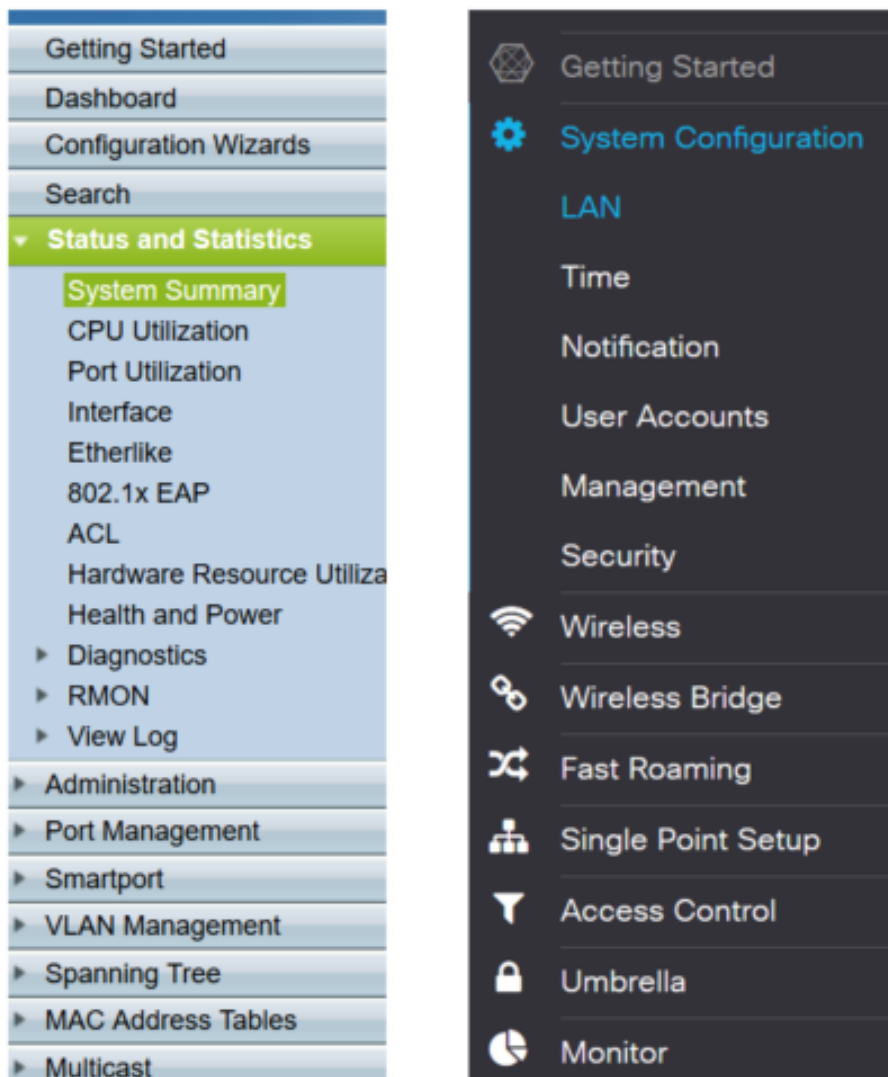 Getting Started
Dashboard
Configuration Wizards
Search
Status and Statistics
System Summary
CPU Utilization
Port Utilization
Interface
Etherlike
802.1x EAP
ACL
Hardware Resource Utiliza
Health and Power
Diagnostics
RMON
View Log
Administration
Port Management
Smartport
VLAN Management
Spanning Tree
MAC Address Tables
Multicast
Getting Started
System Configuration
LAN
Time
Notification
User Accounts
Management
Security
Wireless
Wireless Bridge
Fast Roaming
Single Point Setup
Access Control
Umbrella
Monitor